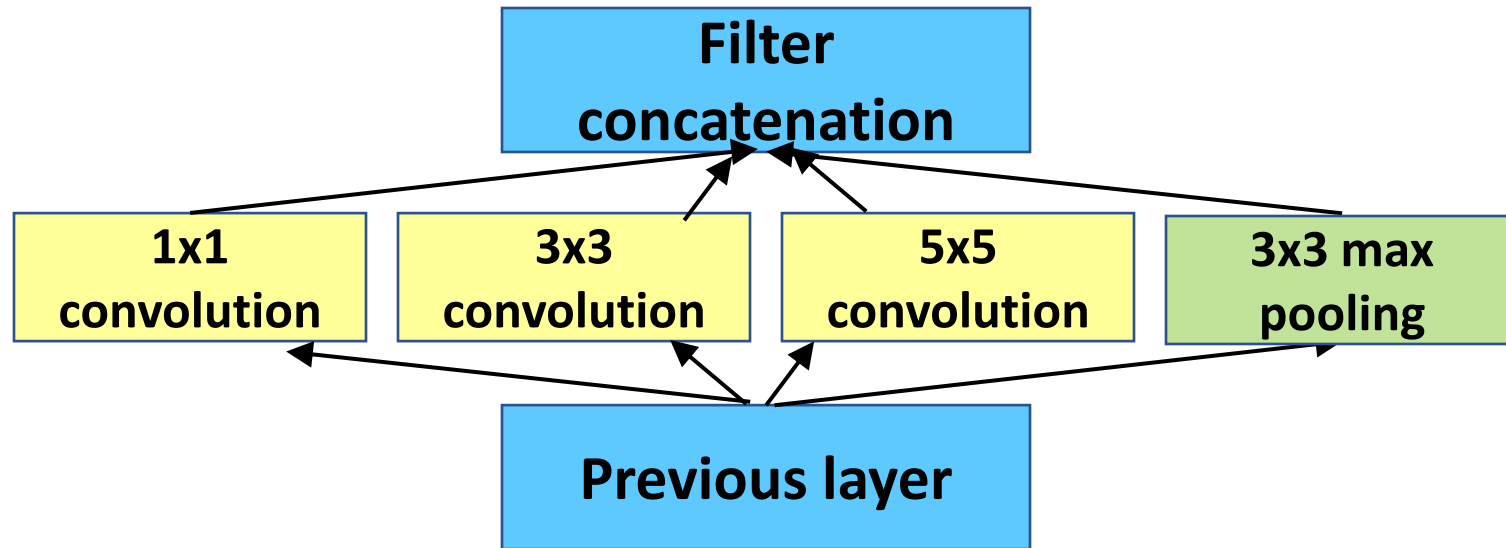 Filter
concatenation
1x1
convolution
3x3
convolution
5x5
convolution
3x3 max
pooling
Previous layer